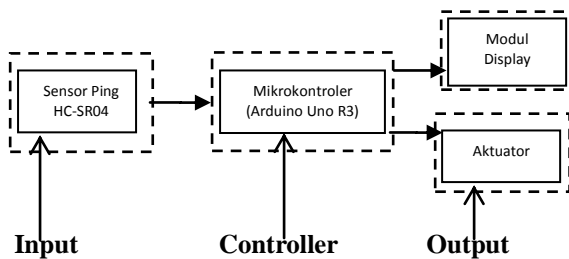 Sensor Ping
HC-SR04
Mikrokontroler
(Arduino Uno R3)
Modul
Display
Aktuator
Input
Controller
Output